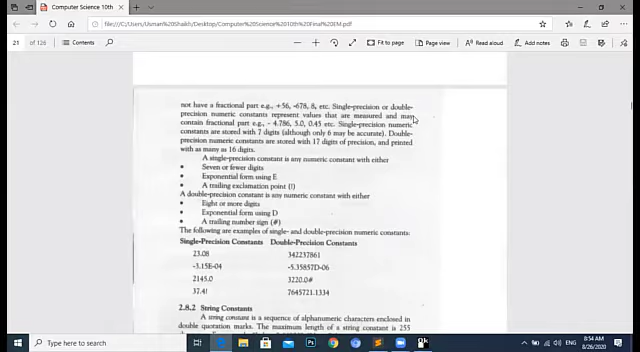 Computer Science 10th
file:///C:/Users/Usman%20Shaikh/Desktop/Computer%20Science%2010th%20Final%20EM.pdf
21 of 126 Contents Fit to page Page view Read aloud Add notes
not have a fractional part e.g., +56, -678, 8, etc. Single-precision or double-
precision numeric constants represent values that are measured and may
contain fractional part e.g., - 4.786, 5.0, 0.45 etc. Single-precision numeric
constants are stored with 7 digits (although only 6 may be accurate). Double-
precision numeric constants are stored with 17 digits of precision, and printed
with as many as 16 digits.
A single-precision constant is any numeric constant with either
• Seven or fewer digits
• Exponential form using E
• A trailing exclamation point (!)
A double-precision constant is any numeric constant with either
• Eight or more digits
• Exponential form using D
• A trailing number sign (#)
The following are examples of single- and double-precision numeric constants:
Single-Precision Constants Double-Precision Constants
23.08 342237861
-3.15E-04 -5.35857D-06
2145.0 3220.0#
37.4! 7645721.1334
2.8.2 String Constants
A string constant is a sequence of alphanumeric characters enclosed in
double quotation marks. The maximum length of a string constant is 255
Type here to search
8:54 AM
8/26/2020